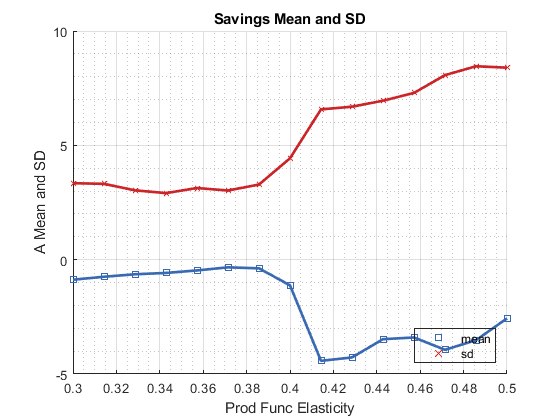 Savings Mean and SD
10
5
0
-5
A Mean and SD
mean
sd
0.3 0.32 0.34 0.36 0.38 0.4 0.42 0.44 0.46 0.48 0.5
Prod Func Elasticity